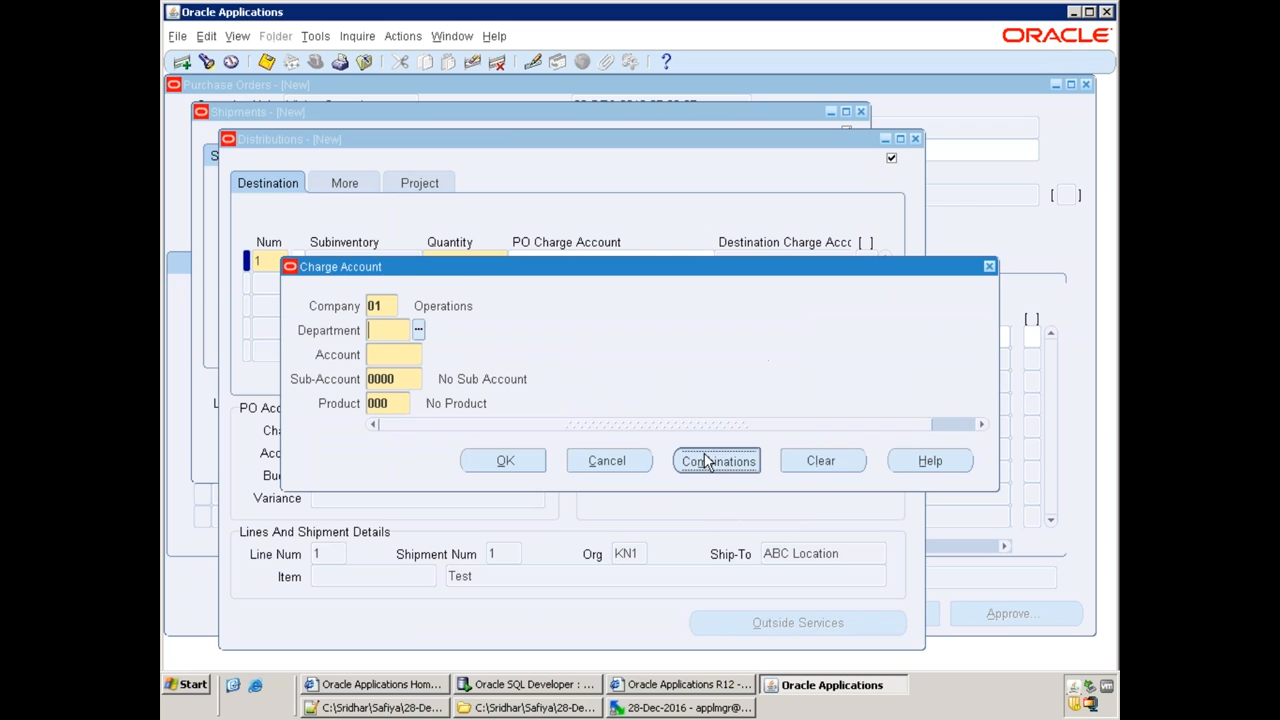 Oracle Applications
File Edit View Folder Tools Inquire Actions Window Help
ORACLE
Purchase Orders - [New]
Shipments - [New]
Distributions - [New]
S
Destination More Project
[ ]
Num Subinventory Quantity PO Charge Account Destination Charge Accc [ ]
1
Charge Account
Company 01 Operations
[ ]
Department
Account
Sub-Account 0000 No Sub Account
Product 000 No Product
PO Acc
Cha
Acc
Bu
OK Cancel Combinations Clear Help
Variance
Lines And Shipment Details
Line Num 1 Shipment Num 1 Org KN1 Ship-To ABC Location
Item Test
Outside Services
Approve...
Start
Oracle Applications Hom...
Oracle SQL Developer : ...
Oracle Applications R12 -...
Oracle Applications
C:\Sridhar\Safiya\28-De...
C:\Sridhar\Safiya\28-De...
28-Dec-2016 - applmgr@...